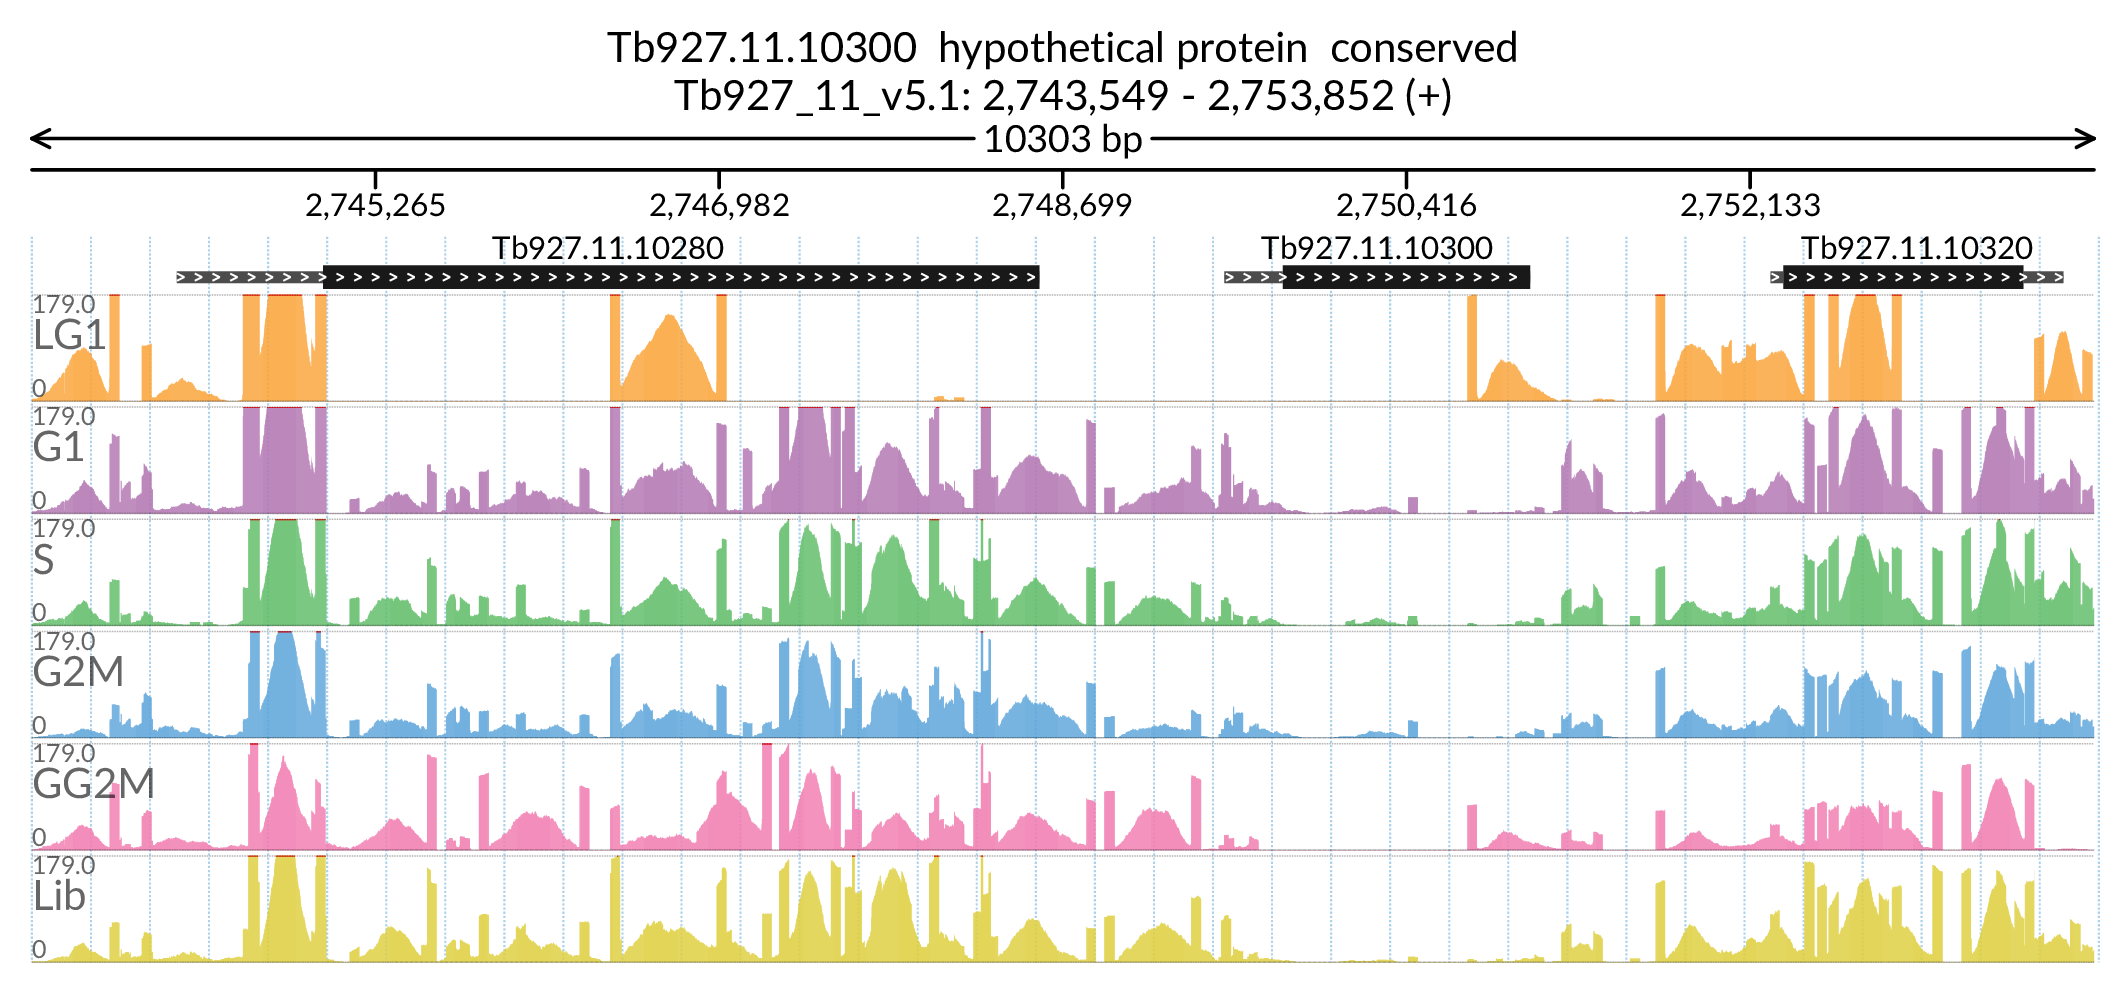 Tb927.11.10300 hypothetical protein conserved
Tb927_11_v5.1: 2,743,549 - 2,753,852 (+)
10303 bp
2,745,265 2,746,982 2,748,699 2,750,416 2,752,133
Tb927.11.10280 Tb927.11.10300 Tb927.11.10320
179.0
LG1
0
179.0
G1
0
179.0
S
0
179.0
G2M
0
179.0
GG2M
0
179.0
Lib
0